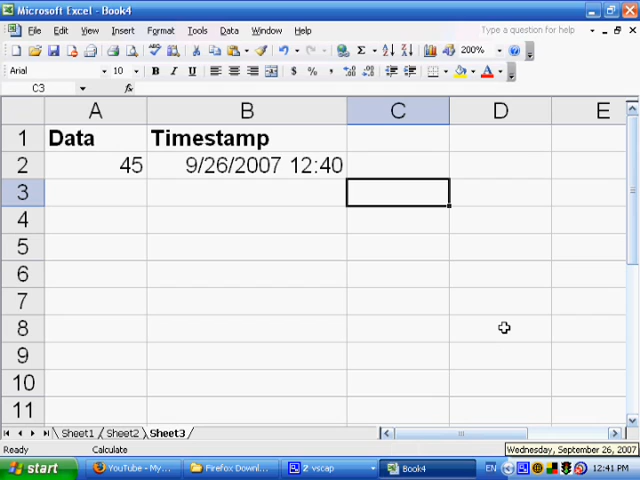 Microsoft Excel - Book4
File Edit View Insert Format Tools Data Window Help Type a question for help
200%
Arial 10 B I U $ %
C3 fx
A B C D E
1 Data Timestamp
2 45 9/26/2007 12:40
3
4
5
6
7
8
9
10
11
Sheet1 Sheet2 Sheet3
Ready Calculate
Wednesday, September 26, 2007
start YouTube - My... Firefox Downl... 2 vscap Book4 EN 12:41 PM